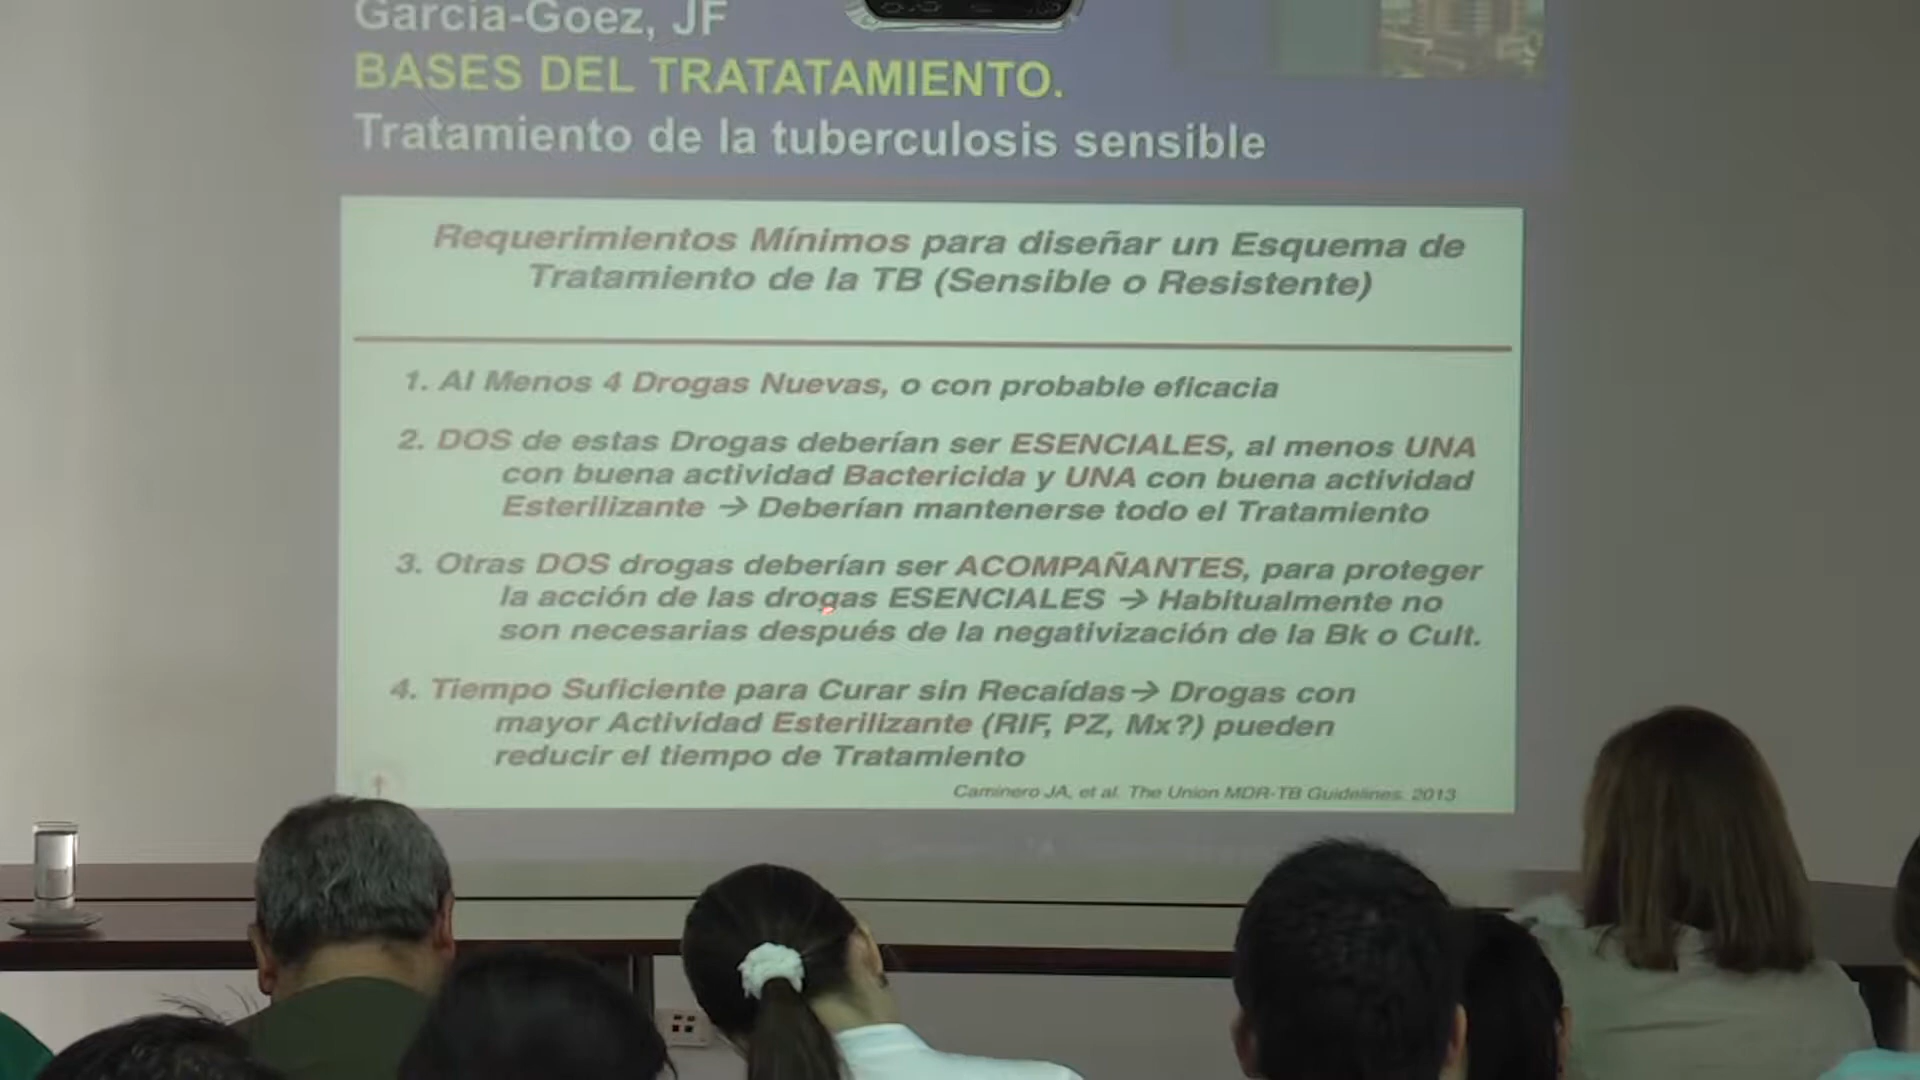 Garcia-Goez, JF
BASES DEL TRATATAMIENTO.
Tratamiento de la tuberculosis sensible
Requerimientos Mínimos para diseñar un Esquema de
Tratamiento de la TB (Sensible o Resistente)
1. Al Menos 4 Drogas Nuevas, o con probable eficacia
2. DOS de estas Drogas deberían ser ESENCIALES, al menos UNA
con buena actividad Bactericida y UNA con buena actividad
Esterilizante → Deberían mantenerse todo el Tratamiento
3. Otras DOS drogas deberían ser ACOMPAÑANTES, para proteger
la acción de las drogas ESENCIALES → Habitualmente no
son necesarias después de la negativización de la Bk o Cult.
4. Tiempo Suficiente para Curar sin Recaídas→ Drogas con
mayor Actividad Esterilizante (RIF, PZ, Mx?) pueden
reducir el tiempo de Tratamiento
Caminero JA, et al. The Union MDR-TB Guidelines. 2013